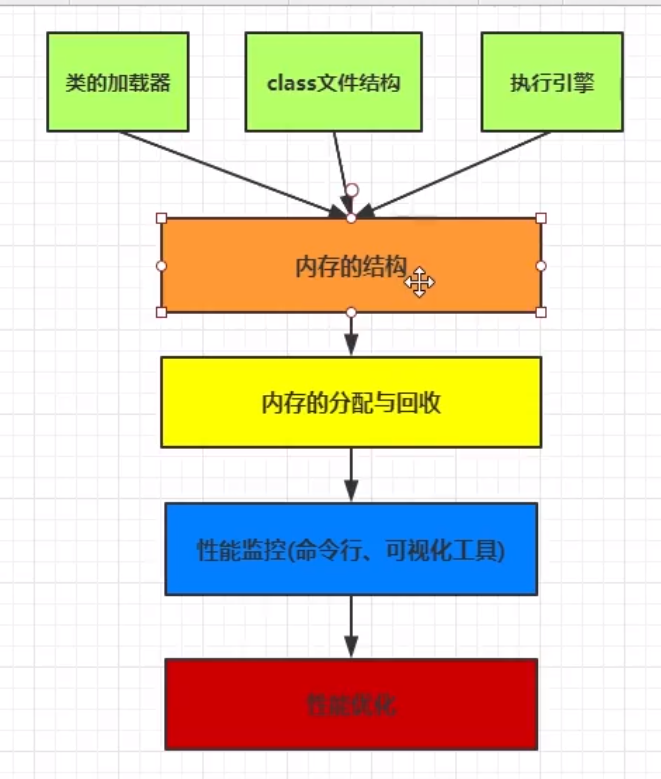 类的加载器
class文件结构
执行引擎
内存的结构
内存的分配与回收
性能监控(命令行、可视化工具)
性能优化